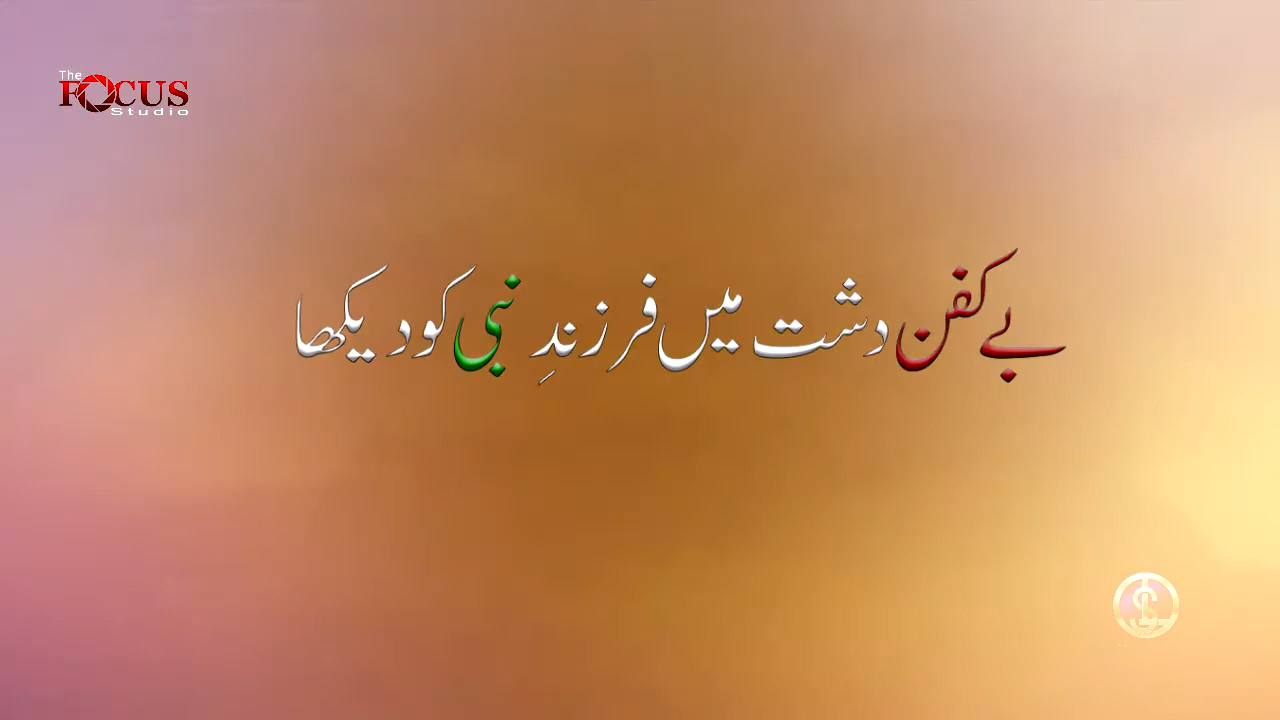 The
FOCUS
Studio
بے کفن دشت میں فرزندِ نبی کو دیکھا